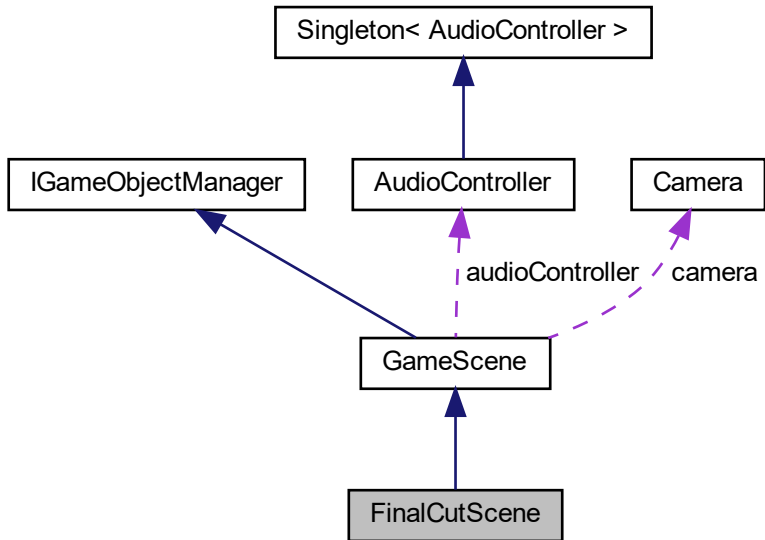 Singleton< AudioController >
IGameObjectManager
AudioController
Camera
audioController
camera
GameScene
FinalCutScene